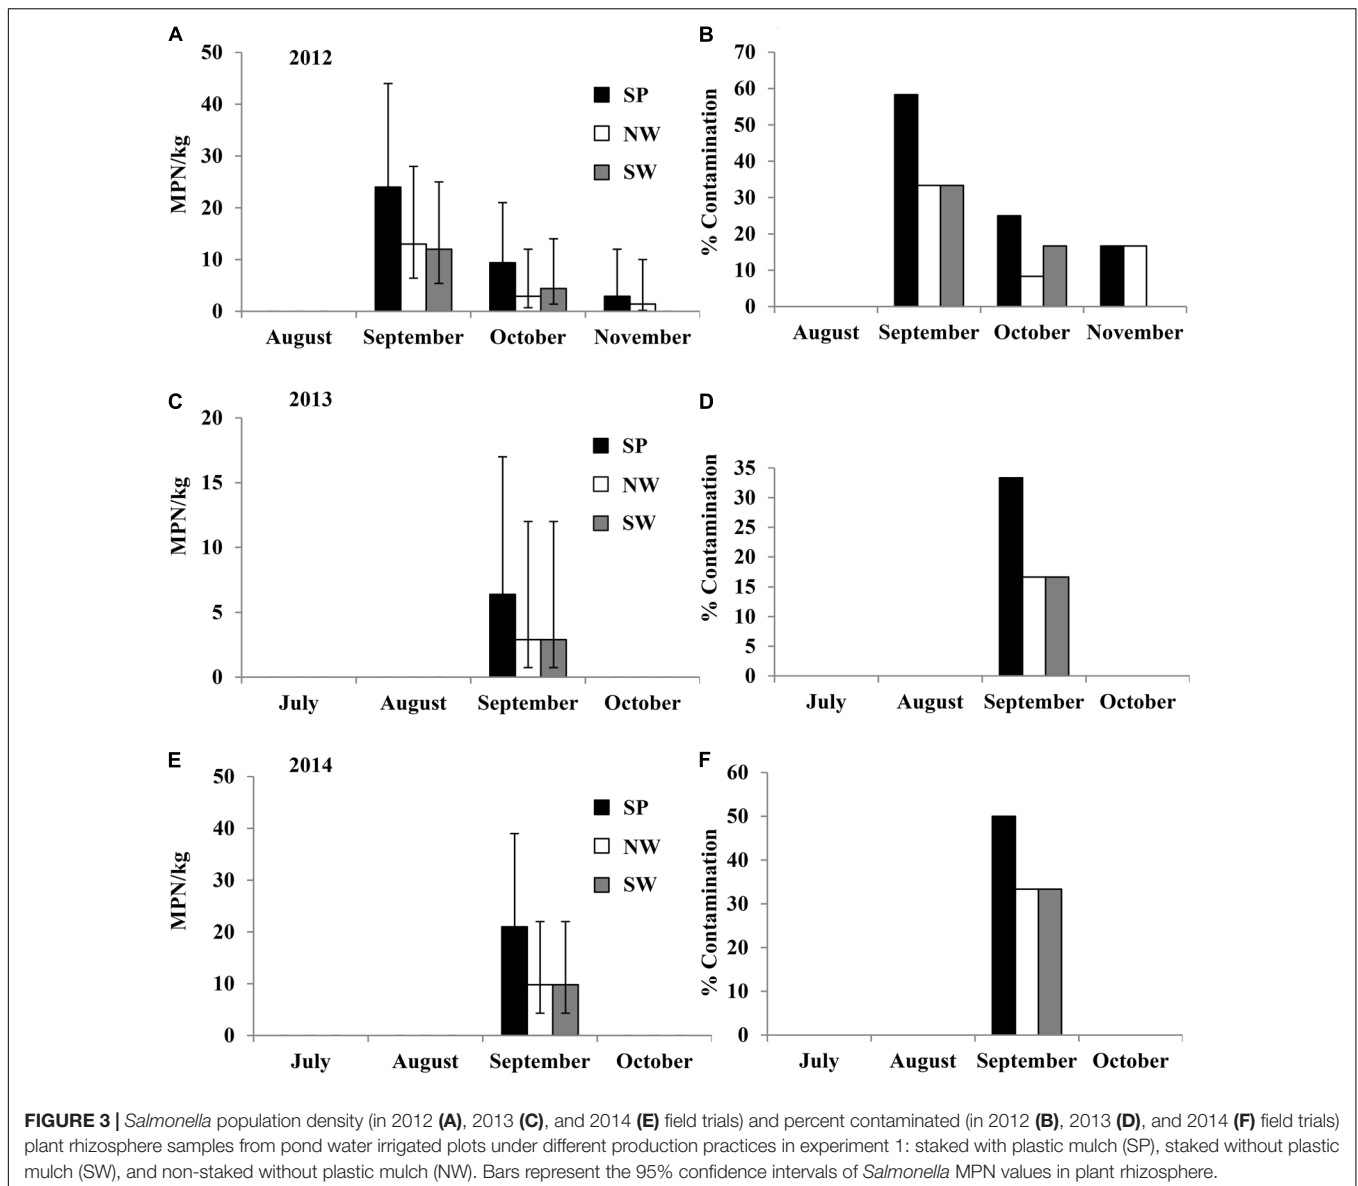 A
2012
50
40
30
20
10
0
MPN/kg
SP
NW
SW
August September October November
B
70
60
50
40
30
20
10
0
% Contamination
August September October November
C
2013
20
15
10
5
0
MPN/kg
SP
NW
SW
July August September October
D
35
30
25
20
15
10
5
0
% Contamination
July August September October
E
2014
50
40
30
20
10
0
MPN/kg
SP
NW
SW
July August September October
F
60
50
40
30
20
10
0
% Contamination
July August September October
FIGURE 3 | Salmonella population density (in 2012 (A), 2013 (C), and 2014 (E) field trials) and percent contaminated (in 2012 (B), 2013 (D), and 2014 (F) field trials)
plant rhizosphere samples from pond water irrigated plots under different production practices in experiment 1: staked with plastic mulch (SP), staked without plastic
mulch (SW), and non-staked without plastic mulch (NW). Bars represent the 95% confidence intervals of Salmonella MPN values in plant rhizosphere.